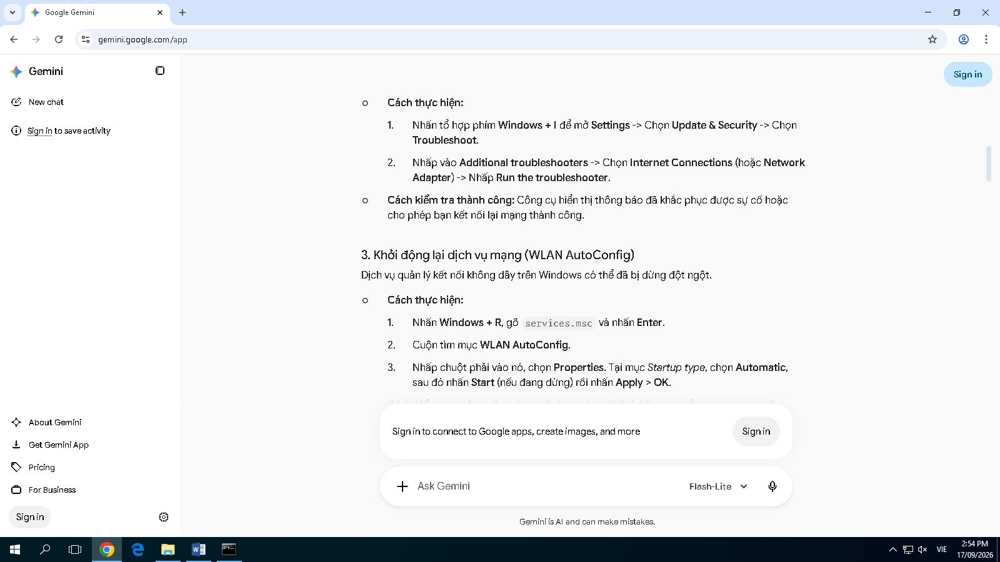 Google Gemini
gemini.google.com/app
Gemini
Sign in
New chat
Sign in to save activity
Cách thực hiện:
1. Nhấn tổ hợp phím Windows + I để mở Settings -> Chọn Update & Security -> Chọn
Troubleshoot.
2. Nhấp vào Additional troubleshooters -> Chọn Internet Connections (hoặc Network
Adapter) -> Nhấp Run the troubleshooter.
Cách kiểm tra thành công: Công cụ hiển thị thông báo đã khắc phục được sự cố hoặc
cho phép bạn kết nối lại mạng thành công.
3. Khởi động lại dịch vụ mạng (WLAN AutoConfig)
Dịch vụ quản lý kết nối không dây trên Windows có thể đã bị dừng đột ngột.
Cách thực hiện:
1. Nhấn Windows + R, gõ services.msc và nhấn Enter.
2. Cuộn tìm mục WLAN AutoConfig.
3. Nhấp chuột phải vào nó, chọn Properties. Tại mục Startup type, chọn Automatic,
sau đó nhấn Start (nếu đang dừng) rồi nhấn Apply > OK.
Sign in to connect to Google apps, create images, and more
Sign in
Ask Gemini
Flash-Lite
Gemini is AI and can make mistakes.
About Gemini
Get Gemini App
Pricing
For Business
Sign in
VIE
2:54 PM
17/09/2026